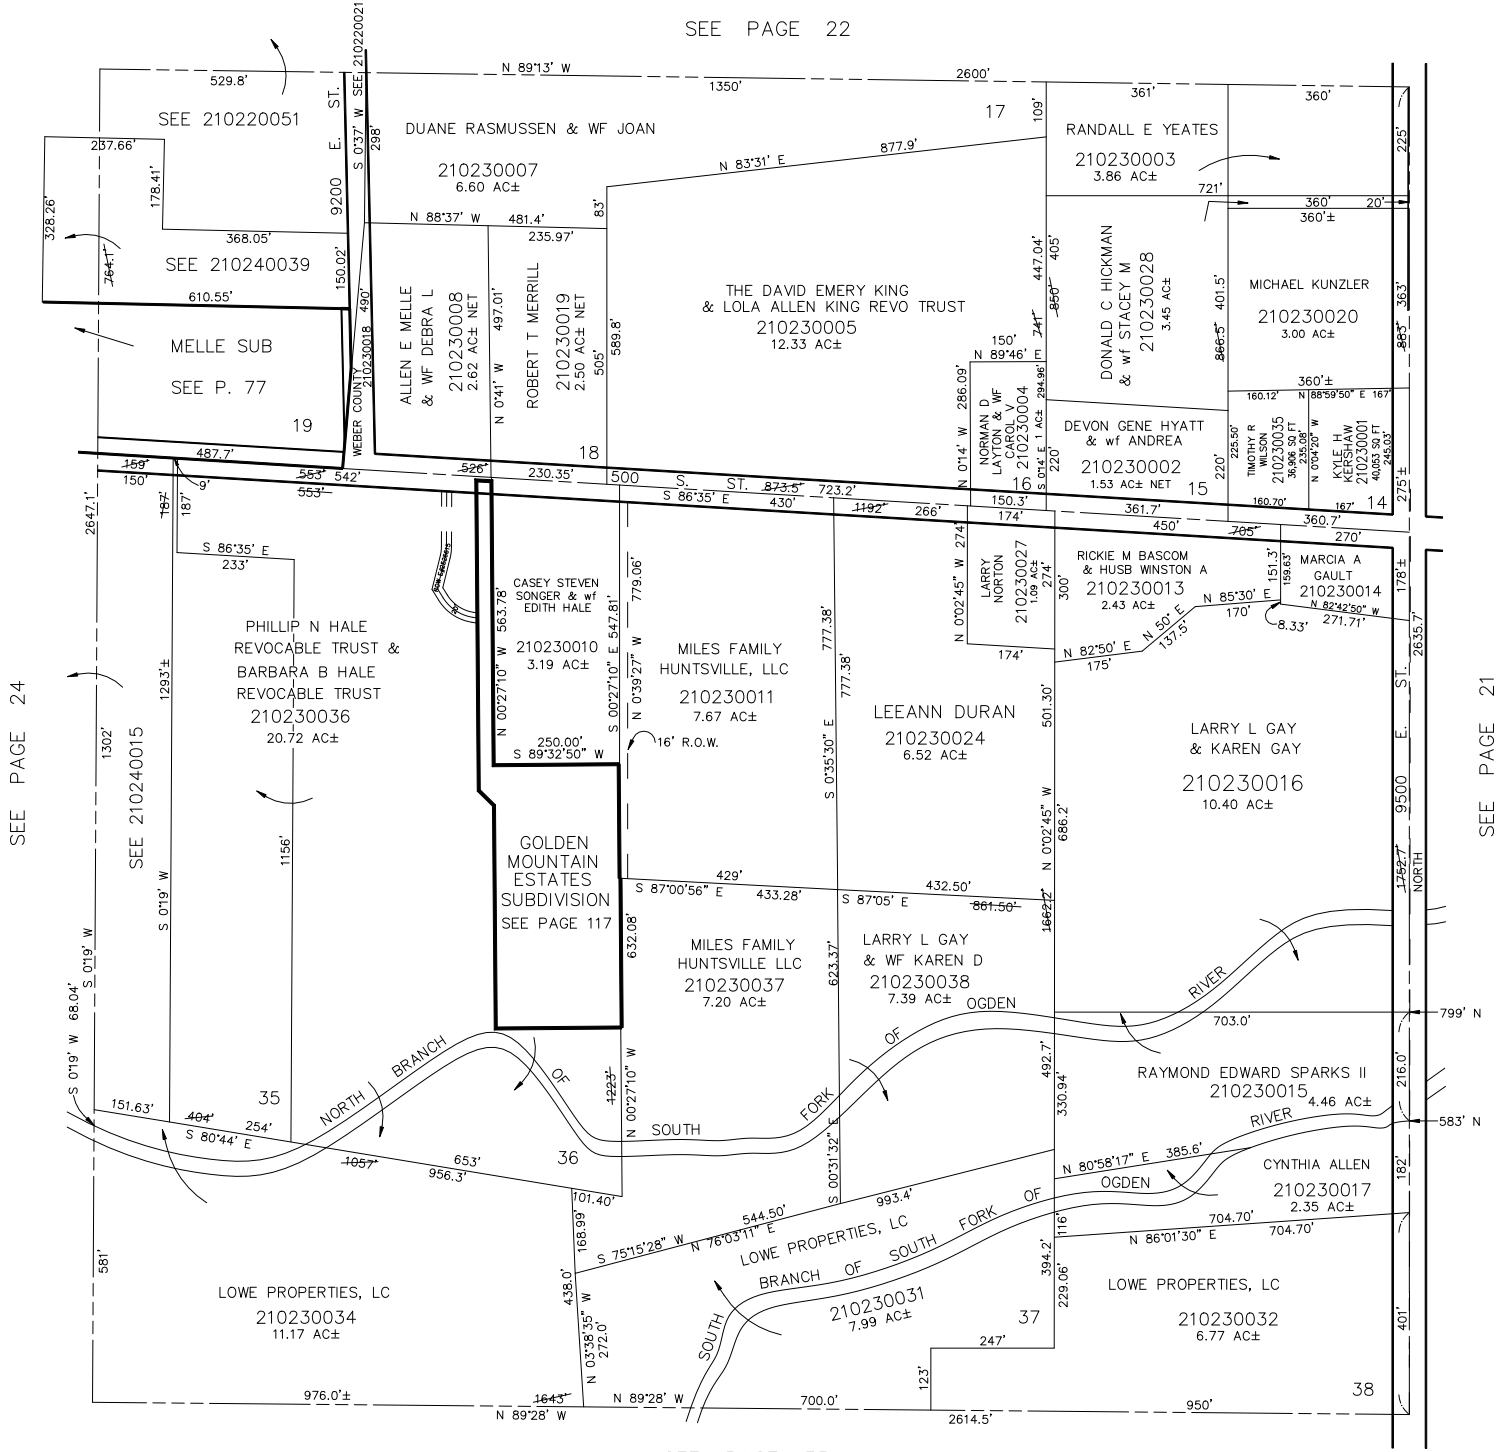 SEE PAGE 22
N 89°13' W
2600'
529.8'
1350'
SEE 210220051
9200 E. ST.
S 0°37' W SEE 210220021
298'
DUANE RASMUSSEN & WF JOAN
210230007
6.60 AC±
17
109'
361'
360'
RANDALL E YEATES
210230003
3.86 AC±
225'
237.66'
178.41'
328.26'
764.1'
368.05'
SEE 210240039
150.02'
610.55'
N 83°31' E
877.9'
83'
N 88°37' W
481.4'
235.97'
721'
360'
20'
360'±
MELLE SUB
SEE P. 77
19
487.7'
WEBER COUNTY
210230018
490'
ALLEN E MELLE
& WF DEBRA L
210230008
2.62 AC± NET
N 0°41' W
497.01'
ROBERT T MERRILL
210230019
2.50 AC± NET
505'
589.8'
THE DAVID EMERY KING
& LOLA ALLEN KING REVO TRUST
210230005
12.33 AC±
447.04'
405'
850'
741'
DONALD C HICKMAN
& wf STACEY M
210230028
3.45 AC±
401.5'
866.5'
MICHAEL KUNZLER
210230020
3.00 AC±
363'
883'
150'
N 89°46' E
286.09'
N 0°14' W
NORMAN D
LAYTON & WF
CAROL V
210230004
1 AC±
294.96'
S 0°14' E
220'
16
DEVON GENE HYATT
& wf ANDREA
210230002
1.53 AC± NET
15
220'
360'±
160.12'
N 88°59'50" E
167'
225.50'
TIMOTHY R
WILSON
210230035
36,906 SQ FT
235.08'
N 0°04'20" W
KYLE H
KERSHAW
210230001
40,053 SQ FT
245.03'
275'±
160.70'
167'
14
18
159'
150'
9'
553'
542'
553'
526'
230.35'
500 S. ST.
873.5'
723.2'
150.3'
361.7'
360.7'
S 86°35' E
430'
1192'
266'
174'
450'
705'
270'
2647.1'
187'
187'
S 86°35' E
233'
CASEY STEVEN
SONGER & wf
EDITH HALE
210230010
3.19 AC±
N 00°27'10" W 563.78'
S 00°27'10" E 547.81'
N 0°39'27" W
779.06'
250.00'
S 89°32'50" W
16' R.O.W.
PHILLIP N HALE
REVOCABLE TRUST &
BARBARA B HALE
REVOCABLE TRUST
210230036
20.72 AC±
1293'±
1302'
SEE 210240015
S 0°19' W
1156'
MILES FAMILY
HUNTSVILLE, LLC
210230011
7.67 AC±
777.38'
777.38'
S 0°35'30" E
LEEANN DURAN
210230024
6.52 AC±
274'
N 0°02'45" W
LARRY
NORTON
210230027
1.09 AC±
274'
300'
174'
RICKIE M BASCOM
& HUSB WINSTON A
210230013
2.43 AC±
151.3'
159.63'
MARCIA A
GAULT
210230014
178'±
N 82°42'50" W
271.71'
8.33'
N 85°30' E
170'
N 50° E
137.5'
N 82°50' E
175'
2635.7'
501.30'
N 0°02'45" W
686.2'
LARRY L GAY
& KAREN GAY
210230016
10.40 AC±
9500 E. ST.
NORTH
1752.7'
SEE PAGE 24
SEE PAGE 21
GOLDEN
MOUNTAIN
ESTATES
SUBDIVISION
SEE PAGE 117
429'
S 87°00'56" E
433.28'
432.50'
S 87°05' E
861.50'
1662.2'
632.08'
MILES FAMILY
HUNTSVILLE LLC
210230037
7.20 AC±
623.37'
LARRY L GAY
& WF KAREN D
210230038
7.39 AC±
S 0°19' W
S 0°19' W 68.04'
NORTH BRANCH OF SOUTH FORK OF OGDEN RIVER
703.0'
799' N
492.7'
330.94'
RAYMOND EDWARD SPARKS II
210230015
4.46 AC±
216.0'
583' N
35
151.63'
404'
254'
S 80°44' E
1057'
653'
956.3'
36
101.40'
1223'
N 00°27'10" W
S 00°31'32" E
N 80°58'17" E
385.6'
CYNTHIA ALLEN
210230017
2.35 AC±
182'
168.99'
S 75°15'28" W
544.50'
N 76°03'11" E
993.4'
LOWE PROPERTIES, LC
SOUTH BRANCH OF SOUTH FORK OF OGDEN RIVER
210230031
7.99 AC±
116'
704.70'
N 86°01'30" E
704.70'
394.2'
229.06'
581'
LOWE PROPERTIES, LC
210230034
11.17 AC±
438.0'
N 03°38'35" W
272.0'
37
247'
123'
LOWE PROPERTIES, LC
210230032
6.77 AC±
401'
38
976.0'±
1643'
N 89°28' W
N 89°28' W
700.0'
2614.5'
950'